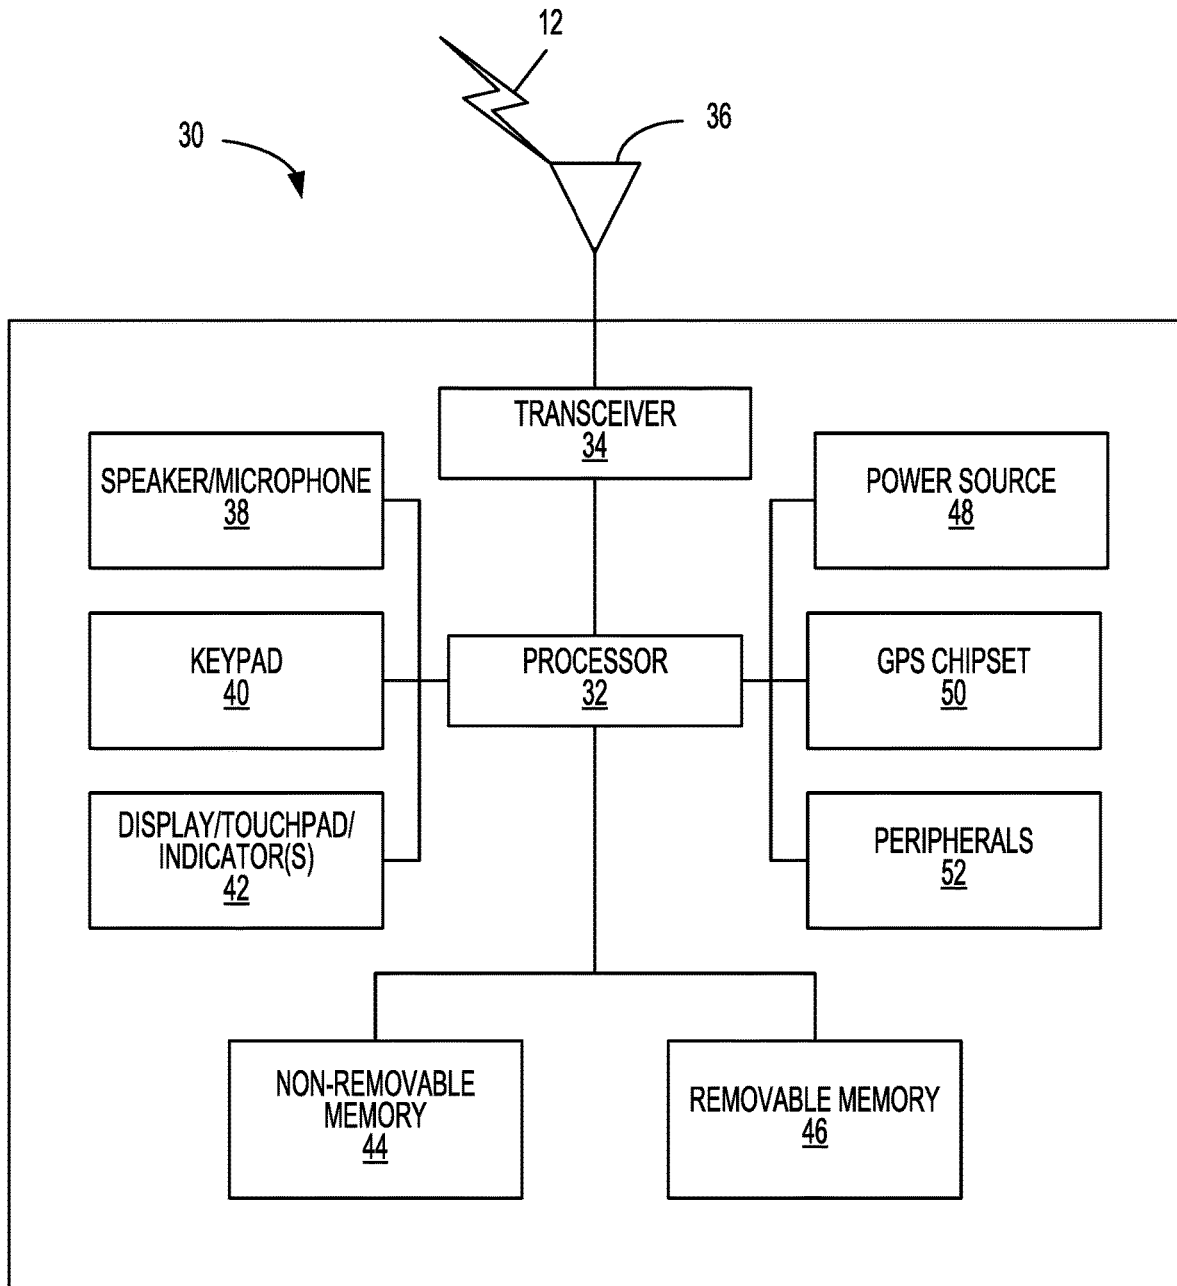 12
36
30
TRANSCEIVER
34
SPEAKER/MICROPHONE
38
POWER SOURCE
48
KEYPAD
40
PROCESSOR
32
GPS CHIPSET
50
DISPLAY/TOUCHPAD/
INDICATOR(S)
42
PERIPHERALS
52
NON-REMOVABLE
MEMORY
44
REMOVABLE MEMORY
46